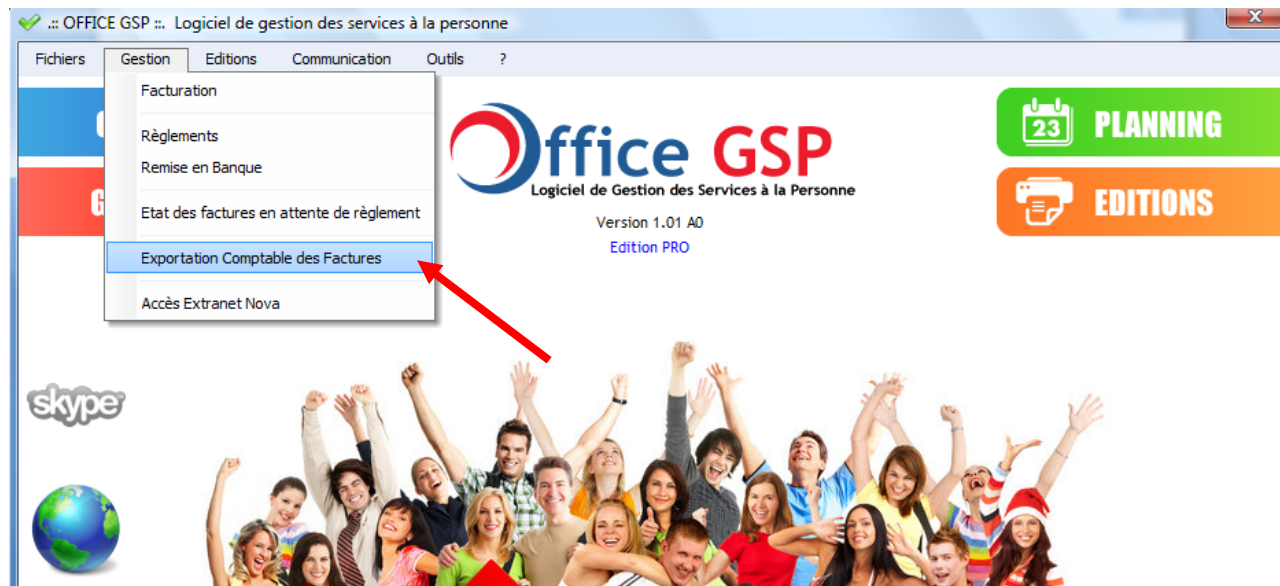 .:: OFFICE GSP ::. Logiciel de gestion des services à la personne
X
Fichiers Gestion Editions Communication Outils ?
Facturation
Règlements
Remise en Banque
Etat des factures en attente de règlement
Exportation Comptable des Factures
Accès Extranet Nova
G
Office GSP
Logiciel de Gestion des Services à la Personne
Version 1.01 A0
Edition PRO
23 PLANNING
EDITIONS
skype